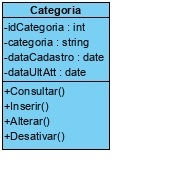 Categoria
-idCategoria : int
-categoria : string
-dataCadastro : date
-dataUltAtt : date
+Consultar()
+Inserir()
+Alterar()
+Desativar()